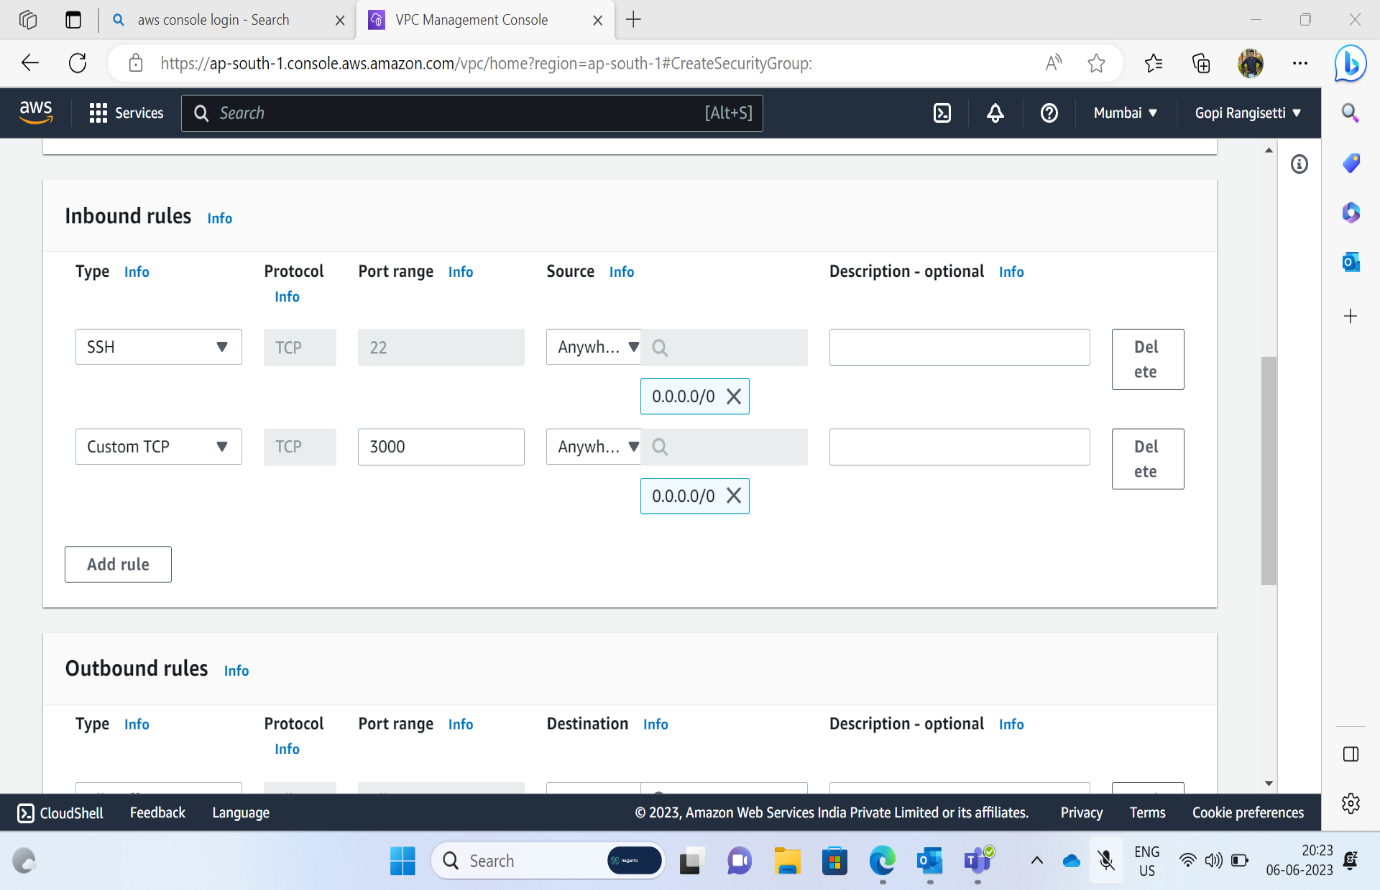 aws console login - Search
VPC Management Console
https://ap-south-1.console.aws.amazon.com/vpc/home?region=ap-south-1#CreateSecurityGroup:
aws
Services
Search
[Alt+S]
Mumbai
Gopi Rangisetti
Inbound rules Info
Type Info
Protocol Info
Port range Info
Source Info
Description - optional Info
SSH
TCP
22
Anywh...
Del
ete
0.0.0.0/0
Custom TCP
TCP
3000
Anywh...
Del
ete
0.0.0.0/0
Add rule
Outbound rules Info
Type Info
Protocol Info
Port range Info
Destination Info
Description - optional Info
CloudShell
Feedback
Language
© 2023, Amazon Web Services India Private Limited or its affiliates.
Privacy
Terms
Cookie preferences
Search
ENG
US
20:23
06-06-2023